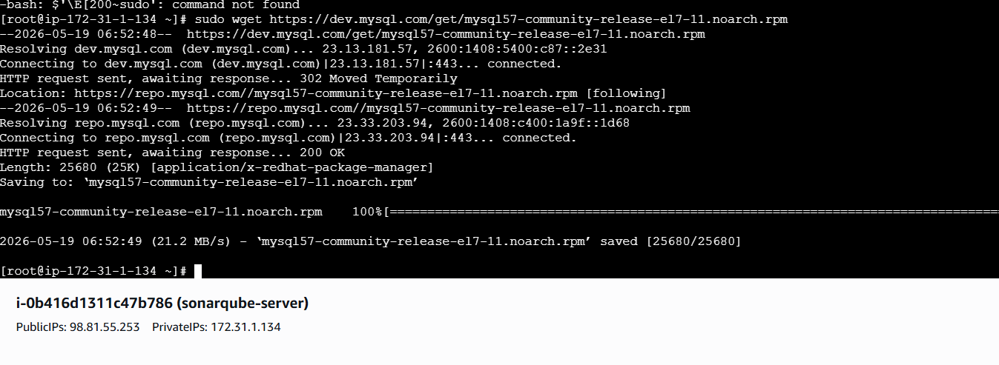 -bash: $'\E[200~sudo': command not found
[root@ip-172-31-1-134 ~]# sudo wget https://dev.mysql.com/get/mysql57-community-release-el7-11.noarch.rpm
--2026-05-19 06:52:48--  https://dev.mysql.com/get/mysql57-community-release-el7-11.noarch.rpm
Resolving dev.mysql.com (dev.mysql.com)... 23.13.181.57, 2600:1408:5400:c87::2e31
Connecting to dev.mysql.com (dev.mysql.com)|23.13.181.57|:443... connected.
HTTP request sent, awaiting response... 302 Moved Temporarily
Location: https://repo.mysql.com//mysql57-community-release-el7-11.noarch.rpm [following]
--2026-05-19 06:52:49--  https://repo.mysql.com//mysql57-community-release-el7-11.noarch.rpm
Resolving repo.mysql.com (repo.mysql.com)... 23.33.203.94, 2600:1408:c400:1a9f::1d68
Connecting to repo.mysql.com (repo.mysql.com)|23.33.203.94|:443... connected.
HTTP request sent, awaiting response... 200 OK
Length: 25680 (25K) [application/x-redhat-package-manager]
Saving to: ‘mysql57-community-release-el7-11.noarch.rpm’
mysql57-community-release-el7-11.noarch.rpm    100%[===================================================================================
2026-05-19 06:52:49 (21.2 MB/s) - ‘mysql57-community-release-el7-11.noarch.rpm’ saved [25680/25680]
[root@ip-172-31-1-134 ~]#
i-0b416d1311c47b786 (sonarqube-server)
PublicIPs: 98.81.55.253    PrivateIPs: 172.31.1.134